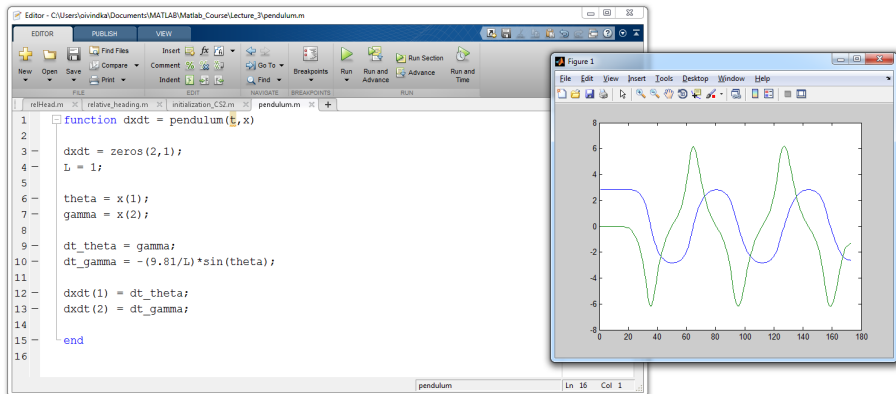 Editor - C:\Users\oivindka\Documents\MATLAB\Matlab_Course\Lecture_3\pendulum.m
EDITOR PUBLISH VIEW
New Open Save
Find Files
Compare
Print
FILE
Insert fx
Comment %
Indent
EDIT
Go To
Find
NAVIGATE
Breakpoints
BREAKPOINTS
Run Run and Advance
Run Section
Advance
Run and Time
RUN
relHead.m relative_heading.m initialization_CS2.m pendulum.m +
1 function dxdt = pendulum(t,x)
2
3 - dxdt = zeros(2,1);
4 - L = 1;
5
6 - theta = x(1);
7 - gamma = x(2);
8
9 - dt_theta = gamma;
10 - dt_gamma = -(9.81/L)*sin(theta);
11
12 - dxdt(1) = dt_theta;
13 - dxdt(2) = dt_gamma;
14
15 - end
16
pendulum Ln 16 Col 1
Figure 1
File Edit View Insert Tools Desktop Window Help
8
6
4
2
0
-2
-4
-6
-8
0 20 40 60 80 100 120 140 160 180